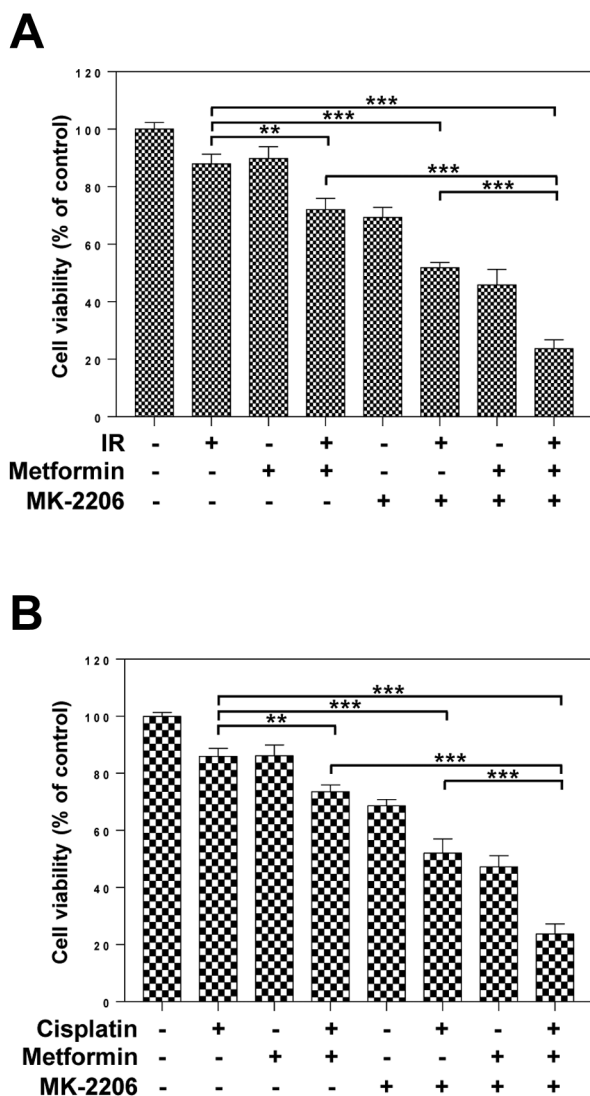 A
Cell viability (% of control)
120
100
80
60
40
20
0
***
***
**
***
***
IR - + - + - + - +
Metformin - - + + - - + +
MK-2206 - - - - + + + +
B
Cell viability (% of control)
120
100
80
60
40
20
0
***
***
**
***
***
Cisplatin - + - + - + - +
Metformin - - + + - - + +
MK-2206 - - - - + + + +